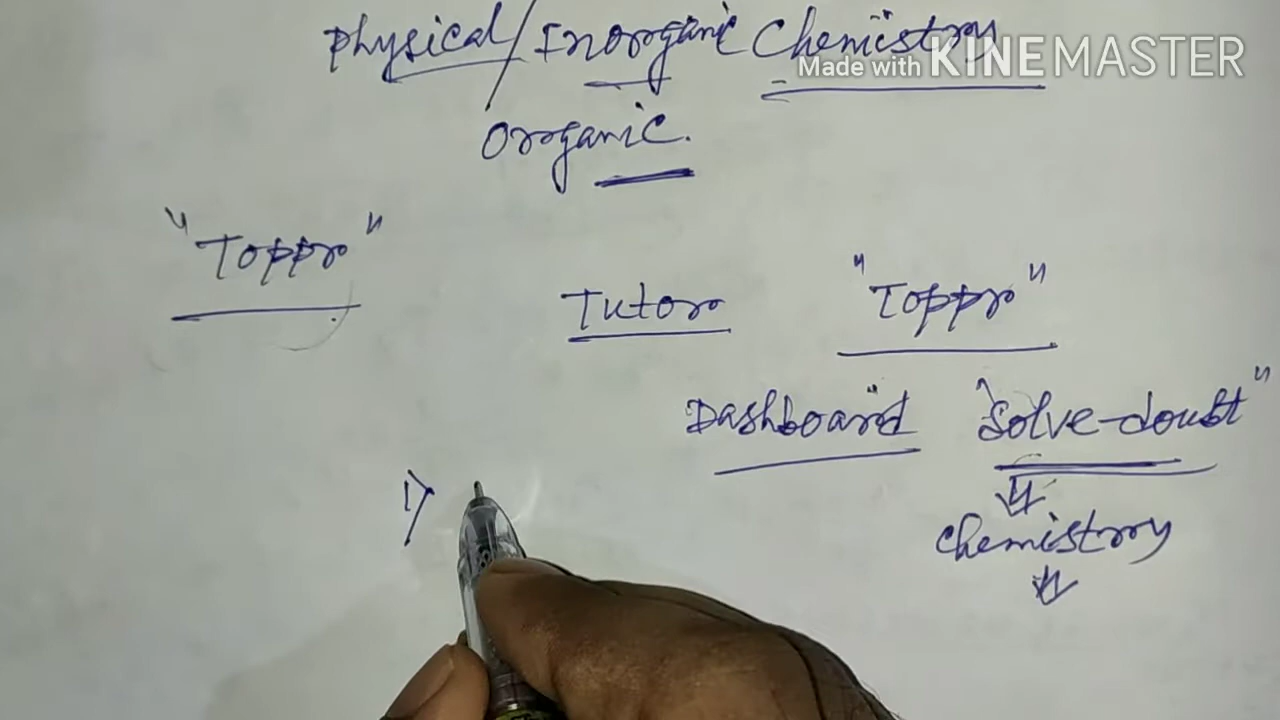 Physical/Inorganic Chemistry
Made with KINEMASTER
Organic.
"Toppr"
Tutor "Toppr"
Dashboard "Solve-doubt"
1)
Chemistry